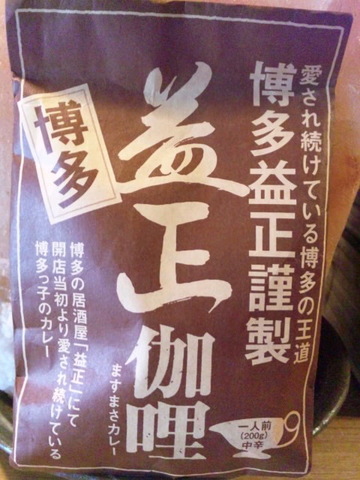 愛され続けている博多の王道
博多益正謹製
益正伽哩
ますまさカレー
博多
博多の居酒屋「益正」にて
開店当初より愛され続けている
博多っ子のカレー
一人前
(200g)
中辛